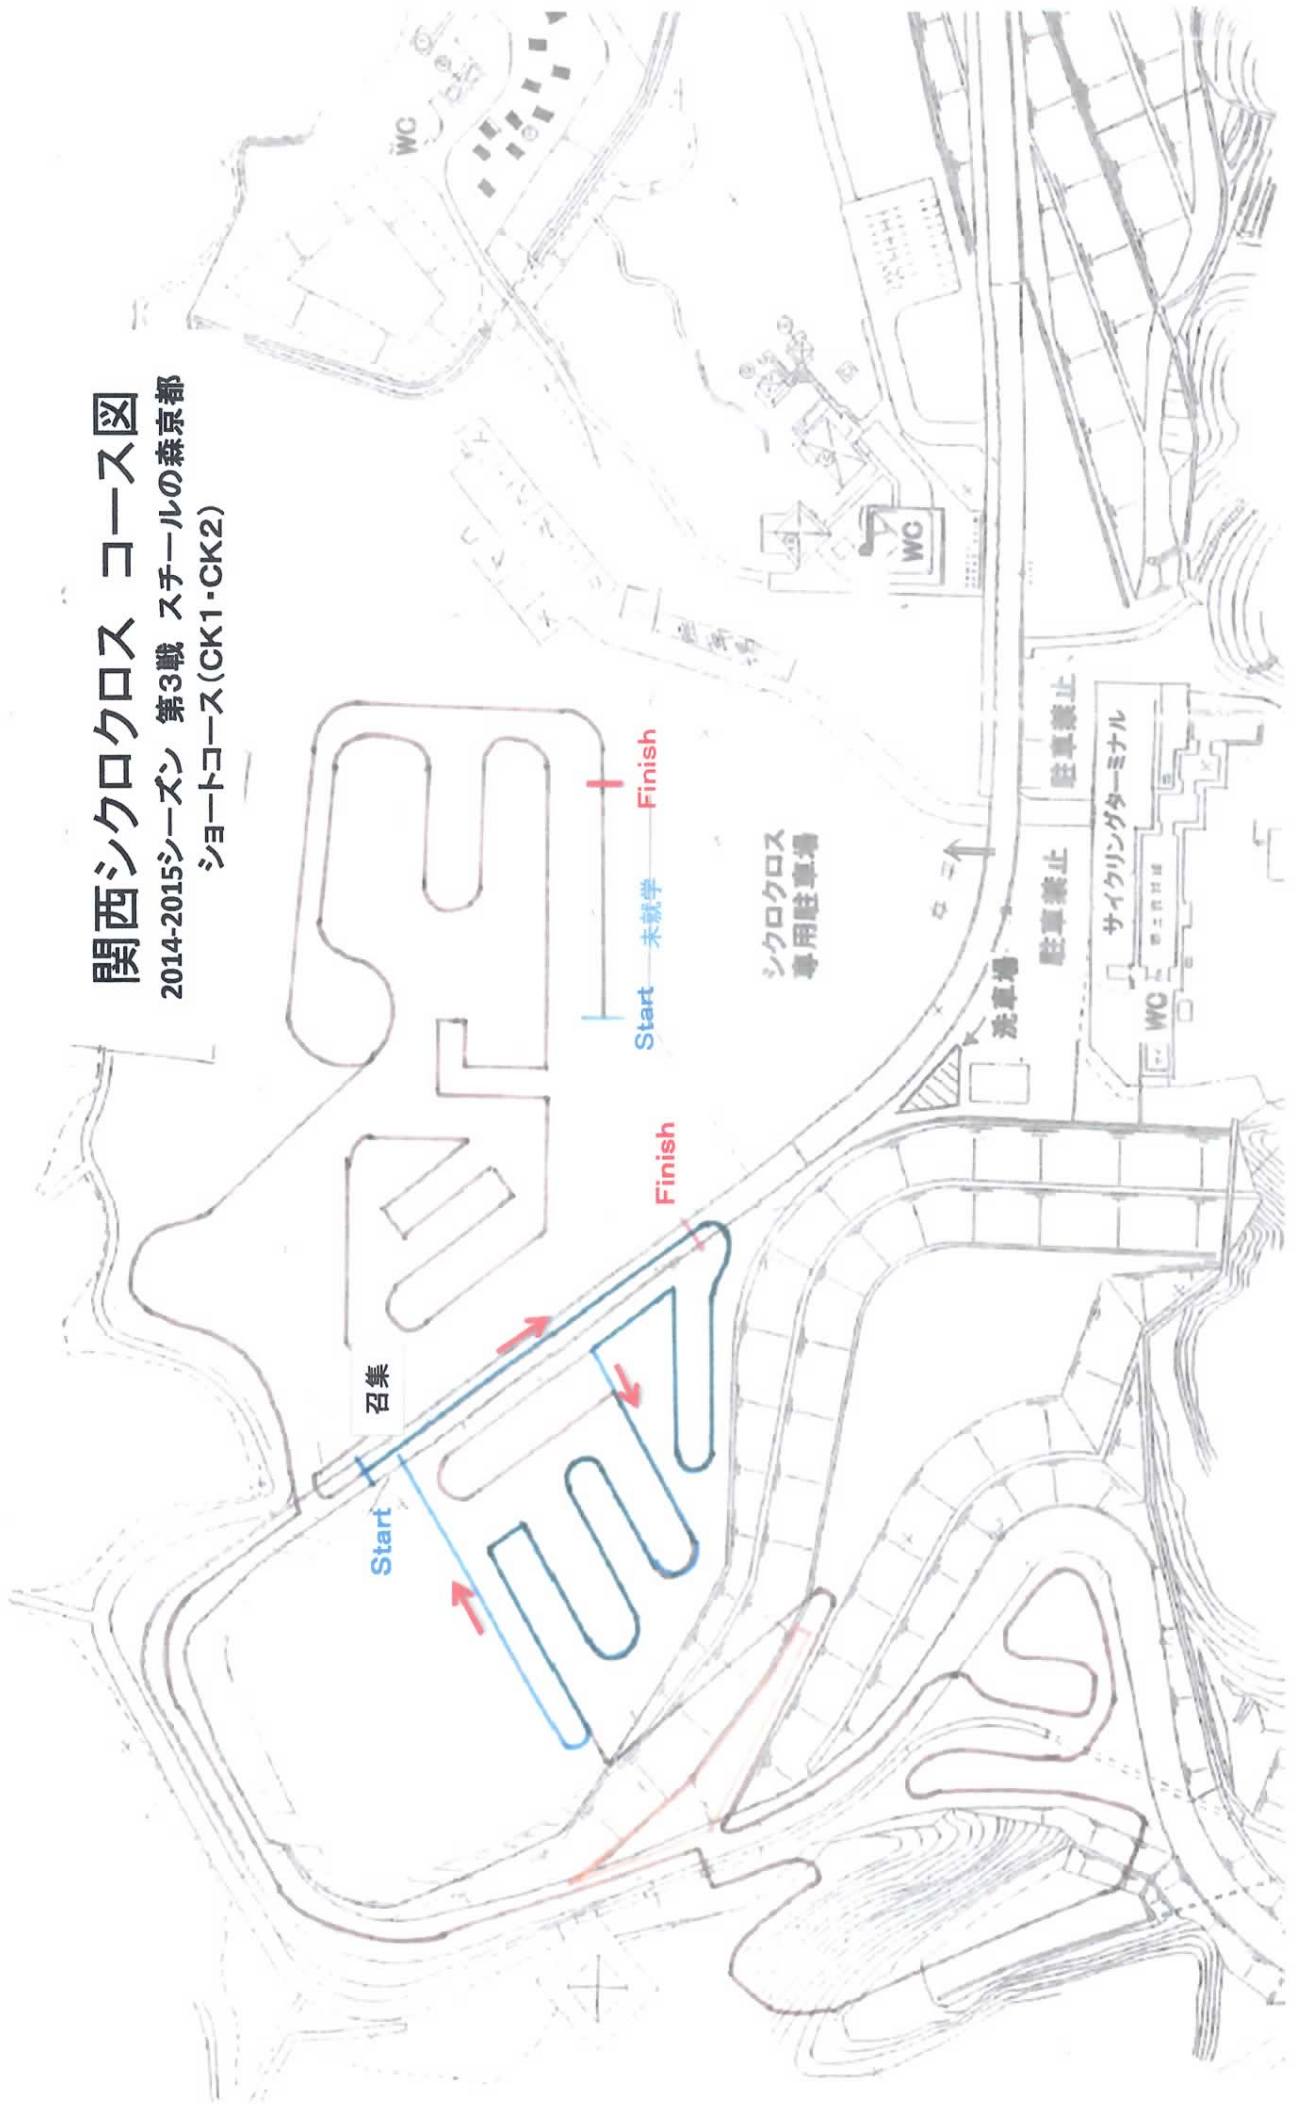 関西シクロクロス コース図
2014-2015シーズン 第3戦 スチールの森京都
ショートコース(CK1・CK2)
WC
Start 未就学 Finish
召集
Start
Finish
シクロクロス
専用駐車場
WC
洗車場
駐車禁止
駐車禁止
サイクリングターミナル
WC